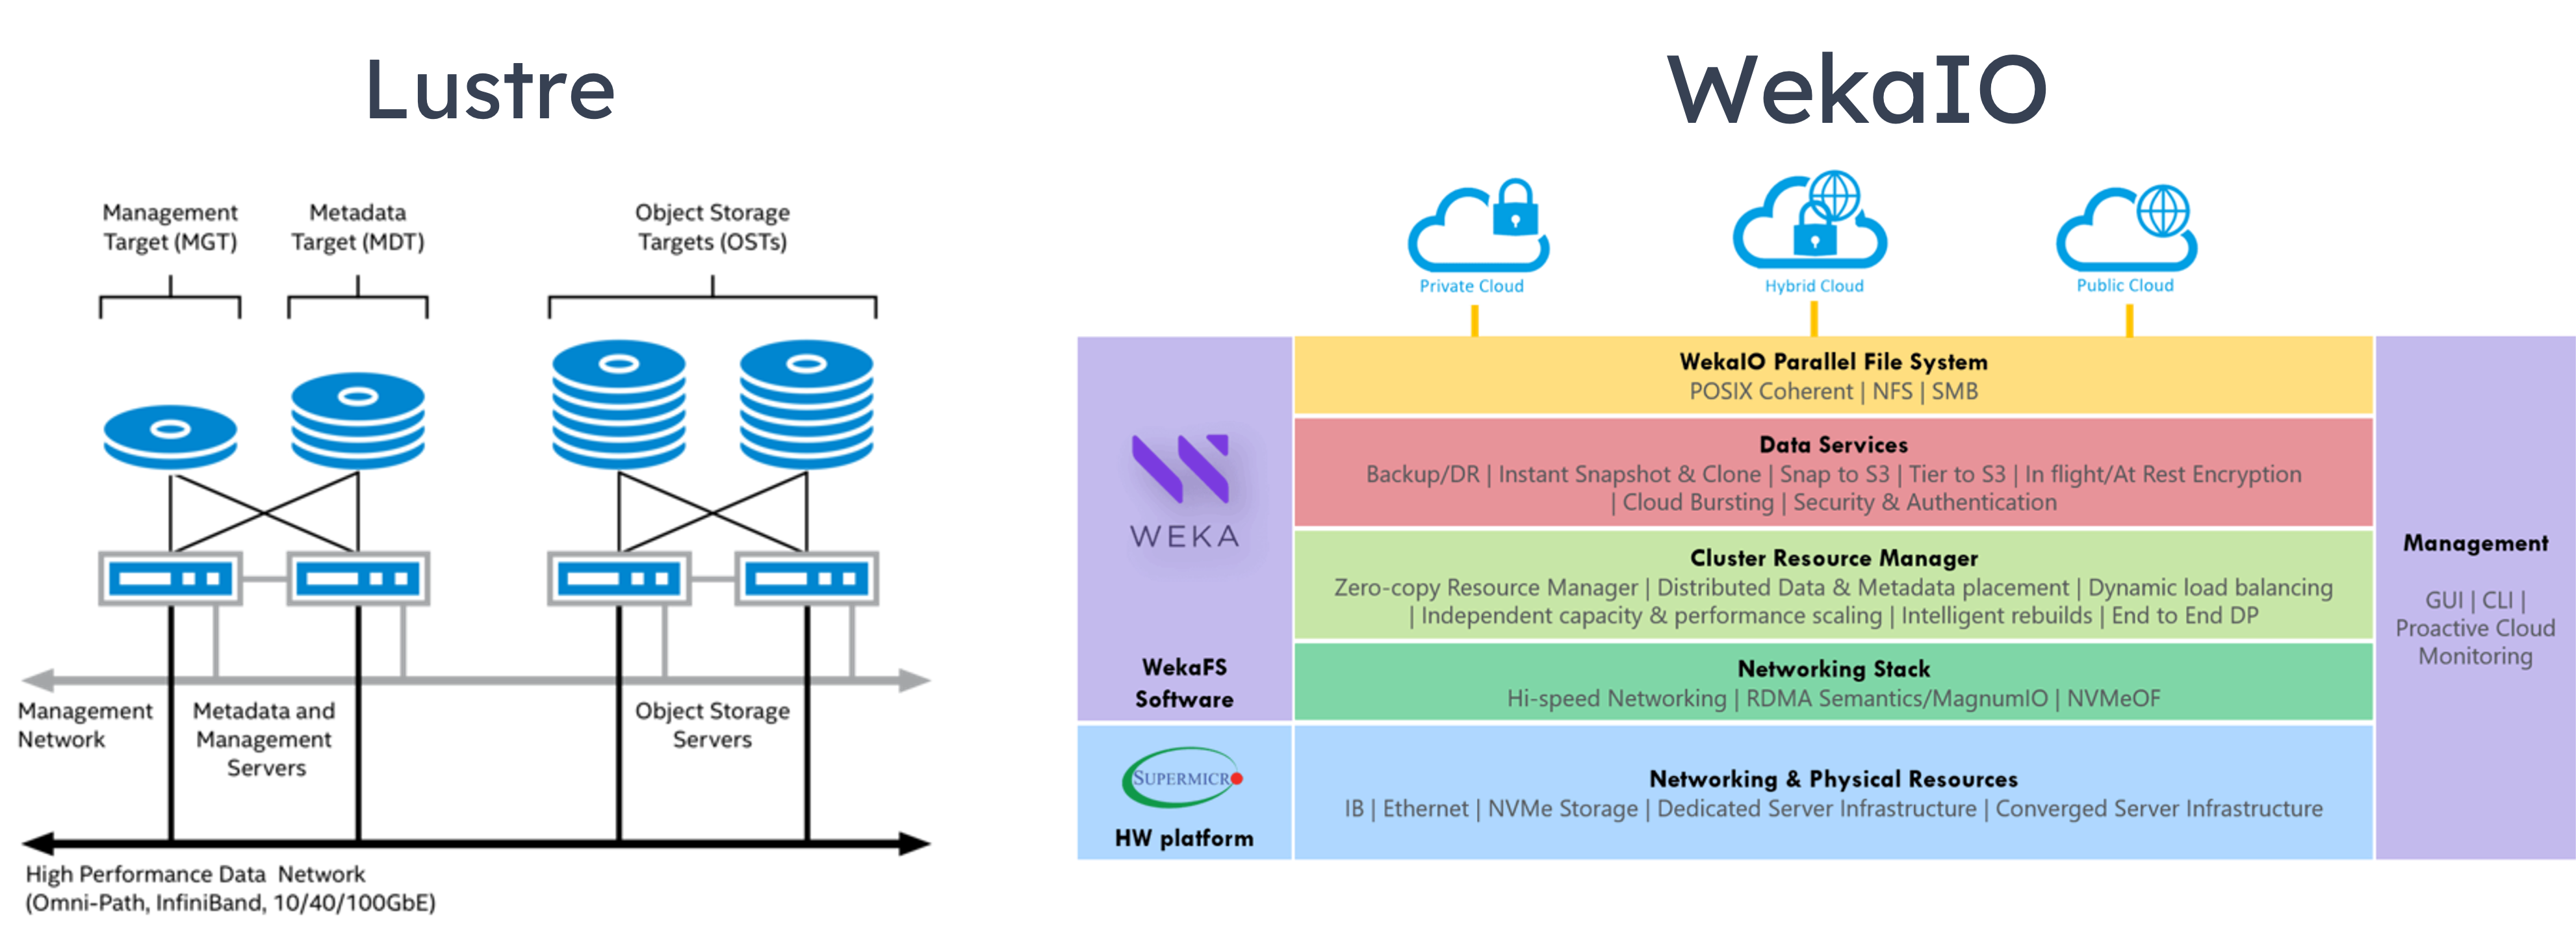 Lustre
Management
Target (MGT)
Metadata
Target (MDT)
Object Storage
Targets (OSTs)
Management
Network
Metadata and
Management
Servers
Object Storage
Servers
High Performance Data Network
(Omni-Path, InfiniBand, 10/40/100GbE)
WekaIO
Private Cloud
Hybrid Cloud
Public Cloud
WEKA
WekaFS
Software
WekaIO Parallel File System
POSIX Coherent | NFS | SMB
Data Services
Backup/DR | Instant Snapshot & Clone | Snap to S3 | Tier to S3 | In flight/At Rest Encryption
| Cloud Bursting | Security & Authentication
Cluster Resource Manager
Zero-copy Resource Manager | Distributed Data & Metadata placement | Dynamic load balancing
| Independent capacity & performance scaling | Intelligent rebuilds | End to End DP
Networking Stack
Hi-speed Networking | RDMA Semantics/MagnumIO | NVMeOF
SUPERMICR
HW platform
Networking & Physical Resources
IB | Ethernet | NVMe Storage | Dedicated Server Infrastructure | Converged Server Infrastructure
Management
GUI | CLI |
Proactive Cloud
Monitoring